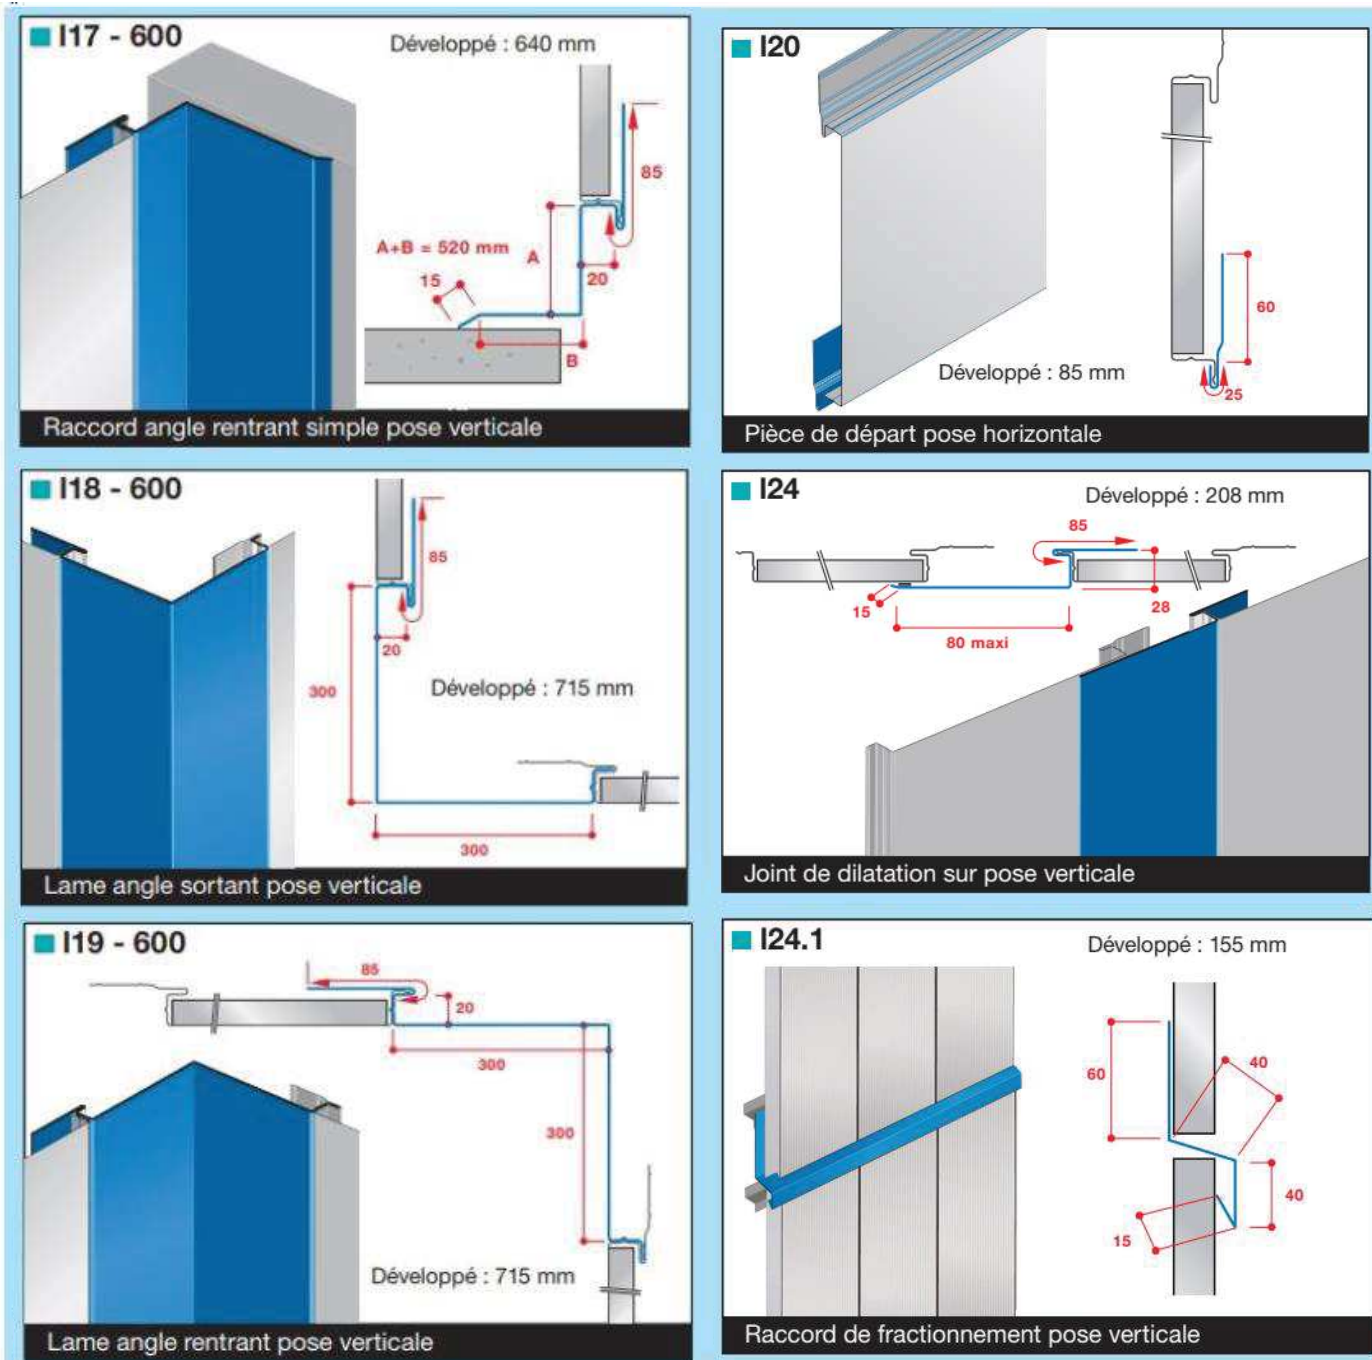 I17 - 600
Développé : 640 mm
85
A+B = 520 mm
A
15
20
B
Raccord angle rentrant simple pose verticale
I18 - 600
85
20
300
Développé : 715 mm
300
Lame angle sortant pose verticale
I19 - 600
85
20
300
300
Développé : 715 mm
Lame angle rentrant pose verticale
I20
60
Développé : 85 mm
25
Pièce de départ pose horizontale
I24
Développé : 208 mm
85
15
28
80 maxi
Joint de dilatation sur pose verticale
I24.1
Développé : 155 mm
60
40
40
15
Raccord de fractionnement pose verticale